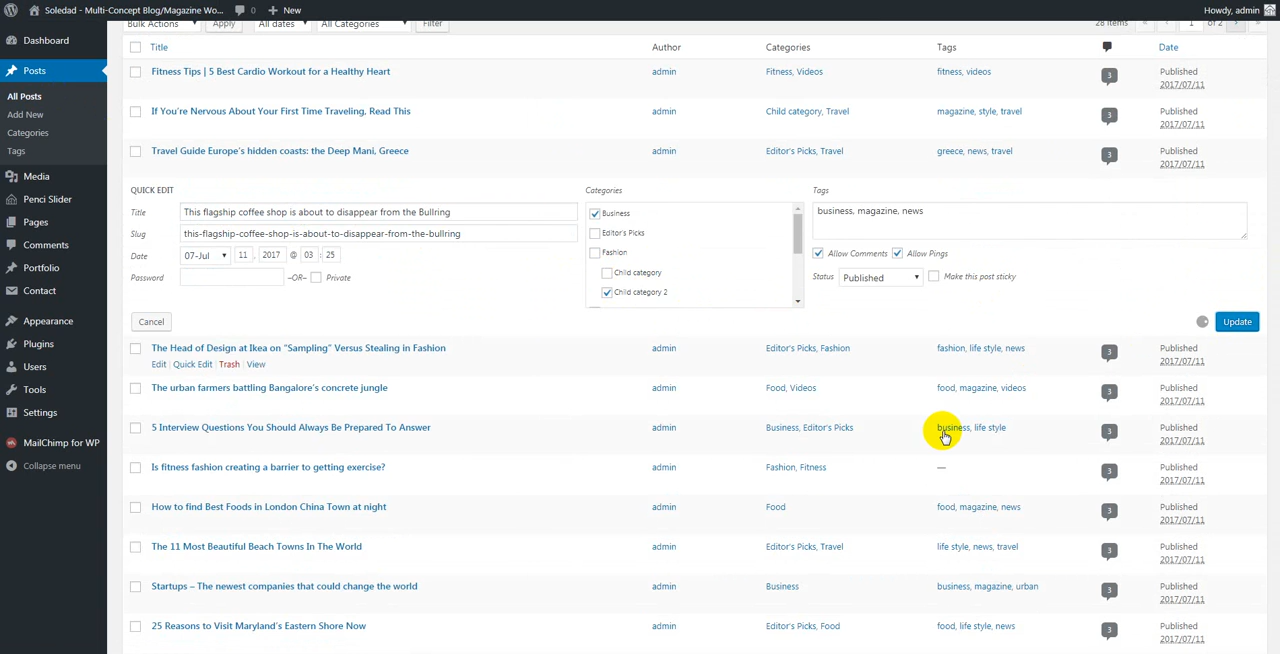 Soledad - Multi-Concept Blog/Magazine Wo... 0 New Howdy, admin
Dashboard
Posts
All Posts
Add New
Categories
Tags
Media
Penci Slider
Pages
Comments
Portfolio
Contact
Appearance
Plugins
Users
Tools
Settings
MailChimp for WP
Collapse menu
Bulk Actions Apply All dates All Categories Filter 28 items « ‹ 1 of 2 › »
Title Author Categories Tags Date
Fitness Tips | 5 Best Cardio Workout for a Healthy Heart admin Fitness, Videos fitness, videos 3 Published
2017/07/11
If You're Nervous About Your First Time Traveling, Read This admin Child category, Travel magazine, style, travel 3 Published
2017/07/11
Travel Guide Europe's hidden coasts: the Deep Mani, Greece admin Editor's Picks, Travel greece, news, travel 3 Published
2017/07/11
QUICK EDIT
Title This flagship coffee shop is about to disappear from the Bullring
Slug this-flagship-coffee-shop-is-about-to-disappear-from-the-bullring
Date 07-Jul 11, 2017 @ 03 : 25
Password –OR– Private
Categories
Business
Editor's Picks
Fashion
Child category
Child category 2
Tags
business, magazine, news
Allow Comments Allow Pings
Status Published Make this post sticky
Cancel Update
The Head of Design at Ikea on "Sampling" Versus Stealing in Fashion admin Editor's Picks, Fashion fashion, life style, news 3 Published
Edit | Quick Edit | Trash | View 2017/07/11
The urban farmers battling Bangalore's concrete jungle admin Food, Videos food, magazine, videos 3 Published
2017/07/11
5 Interview Questions You Should Always Be Prepared To Answer admin Business, Editor's Picks business, life style 3 Published
2017/07/11
Is fitness fashion creating a barrier to getting exercise? admin Fashion, Fitness — 3 Published
2017/07/11
How to find Best Foods in London China Town at night admin Food food, magazine, news 3 Published
2017/07/11
The 11 Most Beautiful Beach Towns In The World admin Editor's Picks, Travel life style, news, travel 3 Published
2017/07/11
Startups – The newest companies that could change the world admin Business business, magazine, urban 3 Published
2017/07/11
25 Reasons to Visit Maryland's Eastern Shore Now admin Editor's Picks, Food food, life style, news 3 Published
2017/07/11